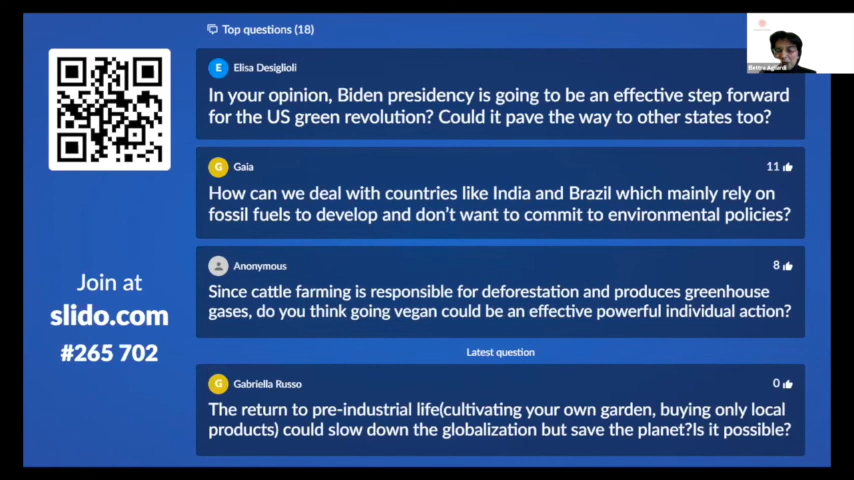 Top questions (18)
E Elisa Desiglioli
In your opinion, Biden presidency is going to be an effective step forward
for the US green revolution? Could it pave the way to other states too?
G Gaia 11
How can we deal with countries like India and Brazil which mainly rely on
fossil fuels to develop and don't want to commit to environmental policies?
Anonymous 8
Since cattle farming is responsible for deforestation and produces greenhouse
gases, do you think going vegan could be an effective powerful individual action?
Latest question
G Gabriella Russo 0
The return to pre-industrial life(cultivating your own garden, buying only local
products) could slow down the globalization but save the planet?Is it possible?
Join at
slido.com
#265 702
Agliardi